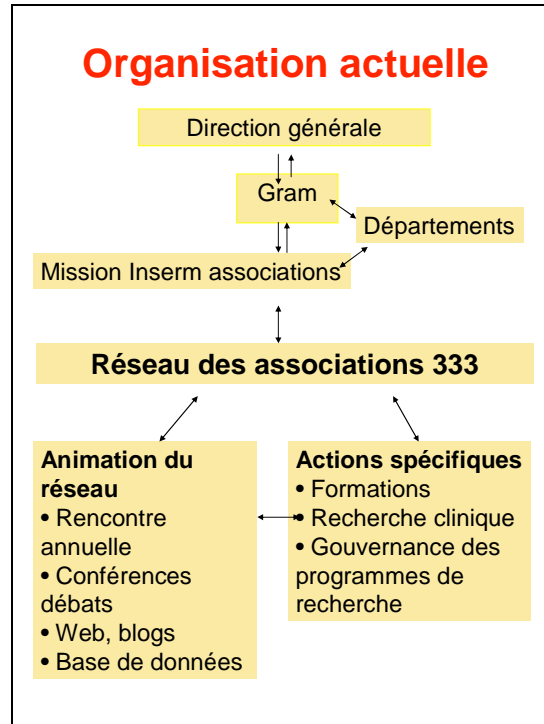 Organisation actuelle
Direction générale
Gram
Départements
Mission Inserm associations
Réseau des associations 333
Animation du
réseau
• Rencontre
annuelle
• Conférences
débats
• Web, blogs
• Base de données
Actions spécifiques
• Formations
• Recherche clinique
• Gouvernance des
programmes de
recherche